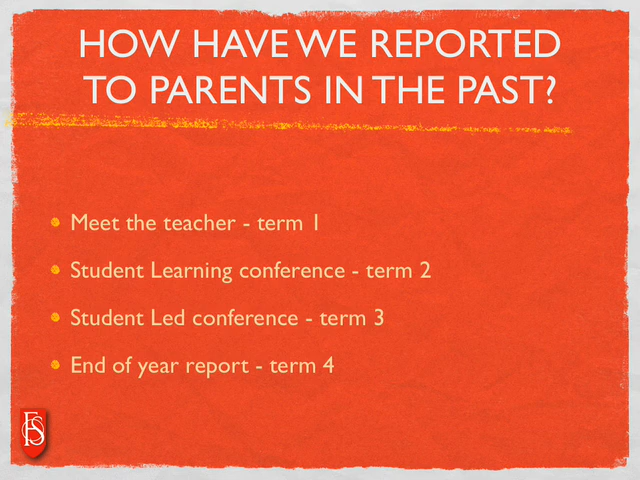 HOW HAVE WE REPORTED
TO PARENTS IN THE PAST?
Meet the teacher - term 1
Student Learning conference - term 2
Student Led conference - term 3
End of year report - term 4